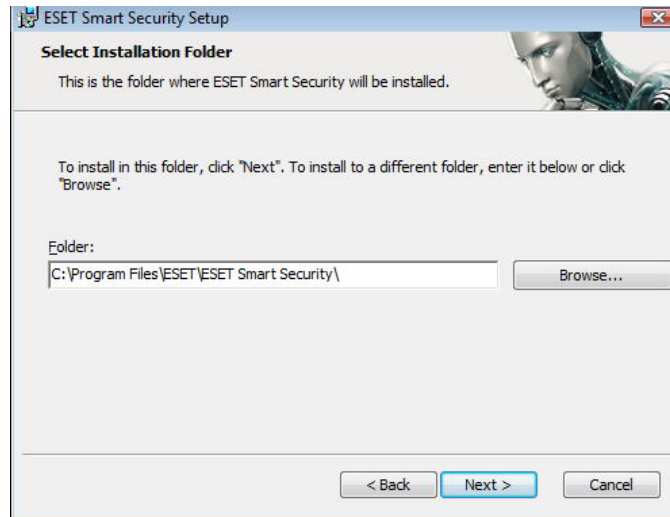 ESET Smart Security Setup
Select Installation Folder
This is the folder where ESET Smart Security will be installed.
To install in this folder, click "Next". To install to a different folder, enter it below or click
"Browse".
Folder:
C:\Program Files\ESET\ESET Smart Security\
Browse...
< Back
Next >
Cancel